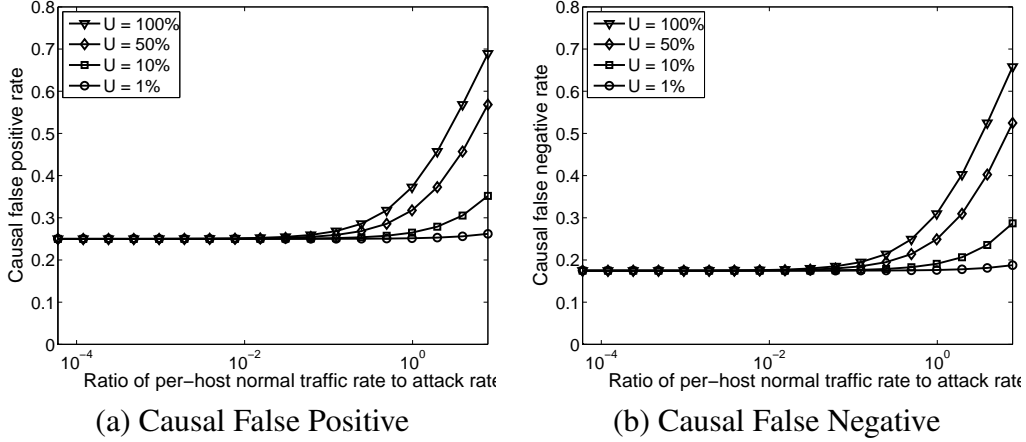 0.8
0.7
0.6
0.5
0.4
0.3
0.2
0.1
0
Causal false positive rate
U = 100%
U = 50%
U = 10%
U = 1%
10−4
10−2
100
Ratio of per−host normal traffic rate to attack rate
(a) Causal False Positive
0.8
0.7
0.6
0.5
0.4
0.3
0.2
0.1
0
Causal false negative rate
U = 100%
U = 50%
U = 10%
U = 1%
10−4
10−2
100
Ratio of per−host normal traffic rate to attack rate
(b) Causal False Negative